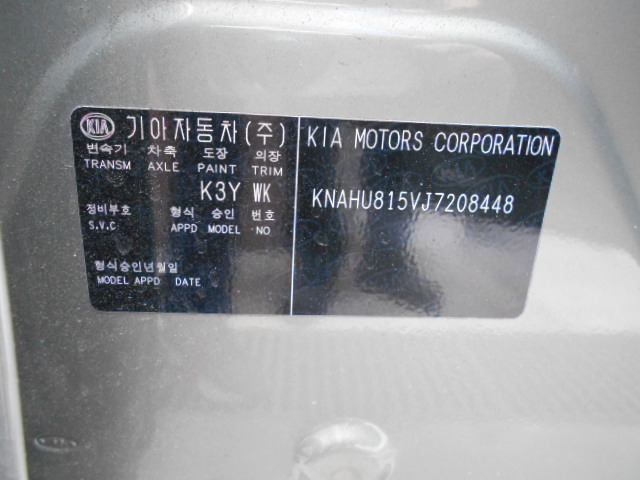 KIA 기아자동차(주)
변속기 차축 도장 의장
TRANSM AXLE PAINT TRIM
K3Y WK
정비부호 형식 승인 번호
S.V.C APPD MODEL NO
형식승인년월일
MODEL APPD DATE
KIA MOTORS CORPORATION
KNAHU815VJ7208448